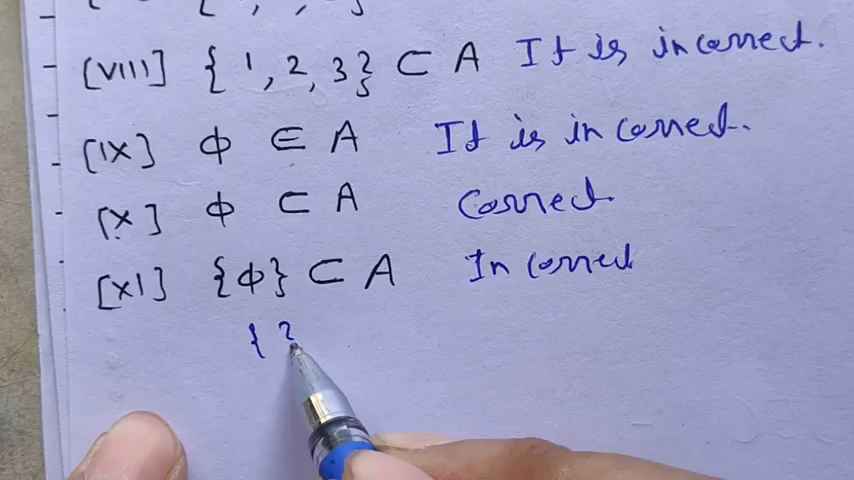 [VIII] { 1, 2, 3} ⊂ A It is incorrect.
[IX] ϕ ∈ A It is incorrect.
[X] ϕ ⊂ A Correct.
[XI] {ϕ} ⊂ A Incorrect
{ 2